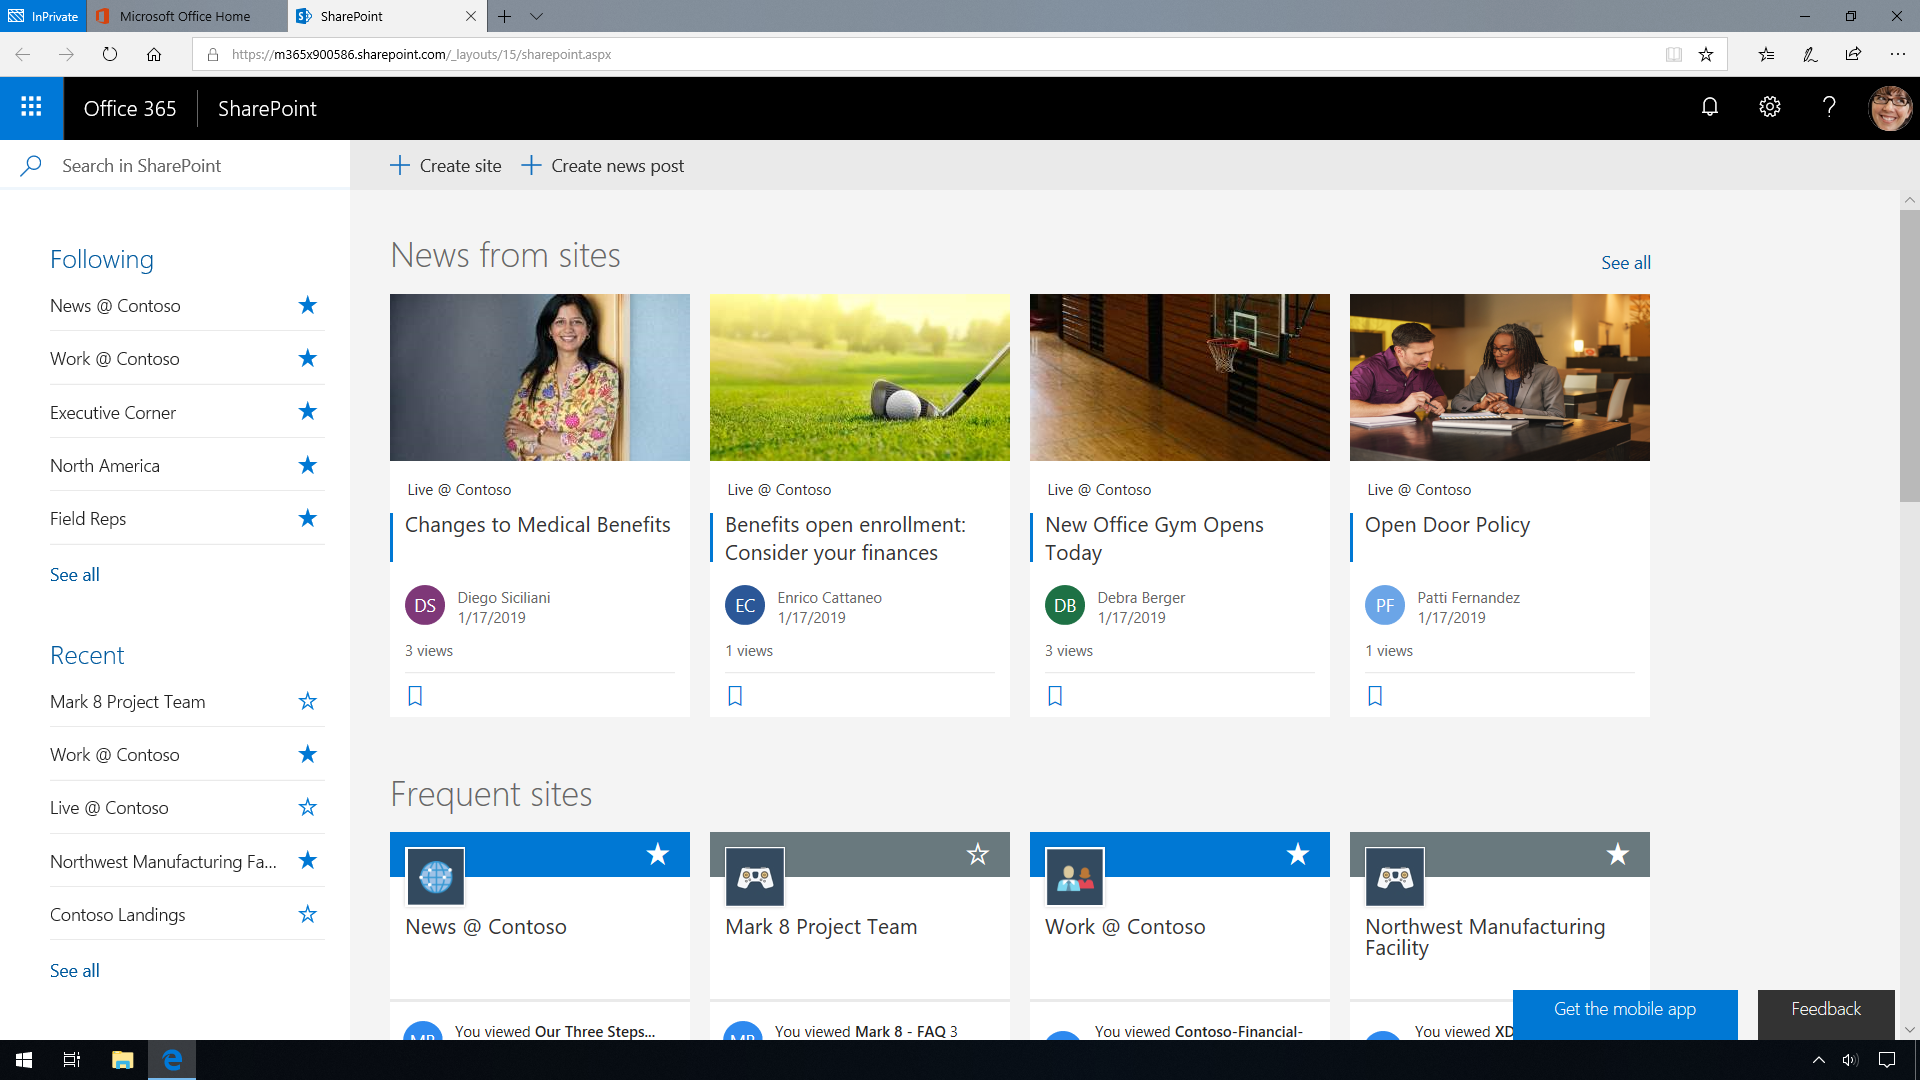 InPrivate
Microsoft Office Home
SharePoint
https://m365x900586.sharepoint.com/_layouts/15/sharepoint.aspx
Office 365
SharePoint
Search in SharePoint
Create site
Create news post
Following
News @ Contoso
Work @ Contoso
Executive Corner
North America
Field Reps
See all
Recent
Mark 8 Project Team
Work @ Contoso
Live @ Contoso
Northwest Manufacturing Fa...
Contoso Landings
See all
News from sites
See all
Live @ Contoso
Changes to Medical Benefits
DS
Diego Siciliani
1/17/2019
3 views
Live @ Contoso
Benefits open enrollment:
Consider your finances
EC
Enrico Cattaneo
1/17/2019
1 views
Live @ Contoso
New Office Gym Opens
Today
DB
Debra Berger
1/17/2019
3 views
Live @ Contoso
Open Door Policy
PF
Patti Fernandez
1/17/2019
1 views
Frequent sites
News @ Contoso
You viewed Our Three Steps...
Mark 8 Project Team
You viewed Mark 8 - FAQ 3
Work @ Contoso
You viewed Contoso-Financial-
Northwest Manufacturing
Facility
You viewed
Get the mobile app
Feedback